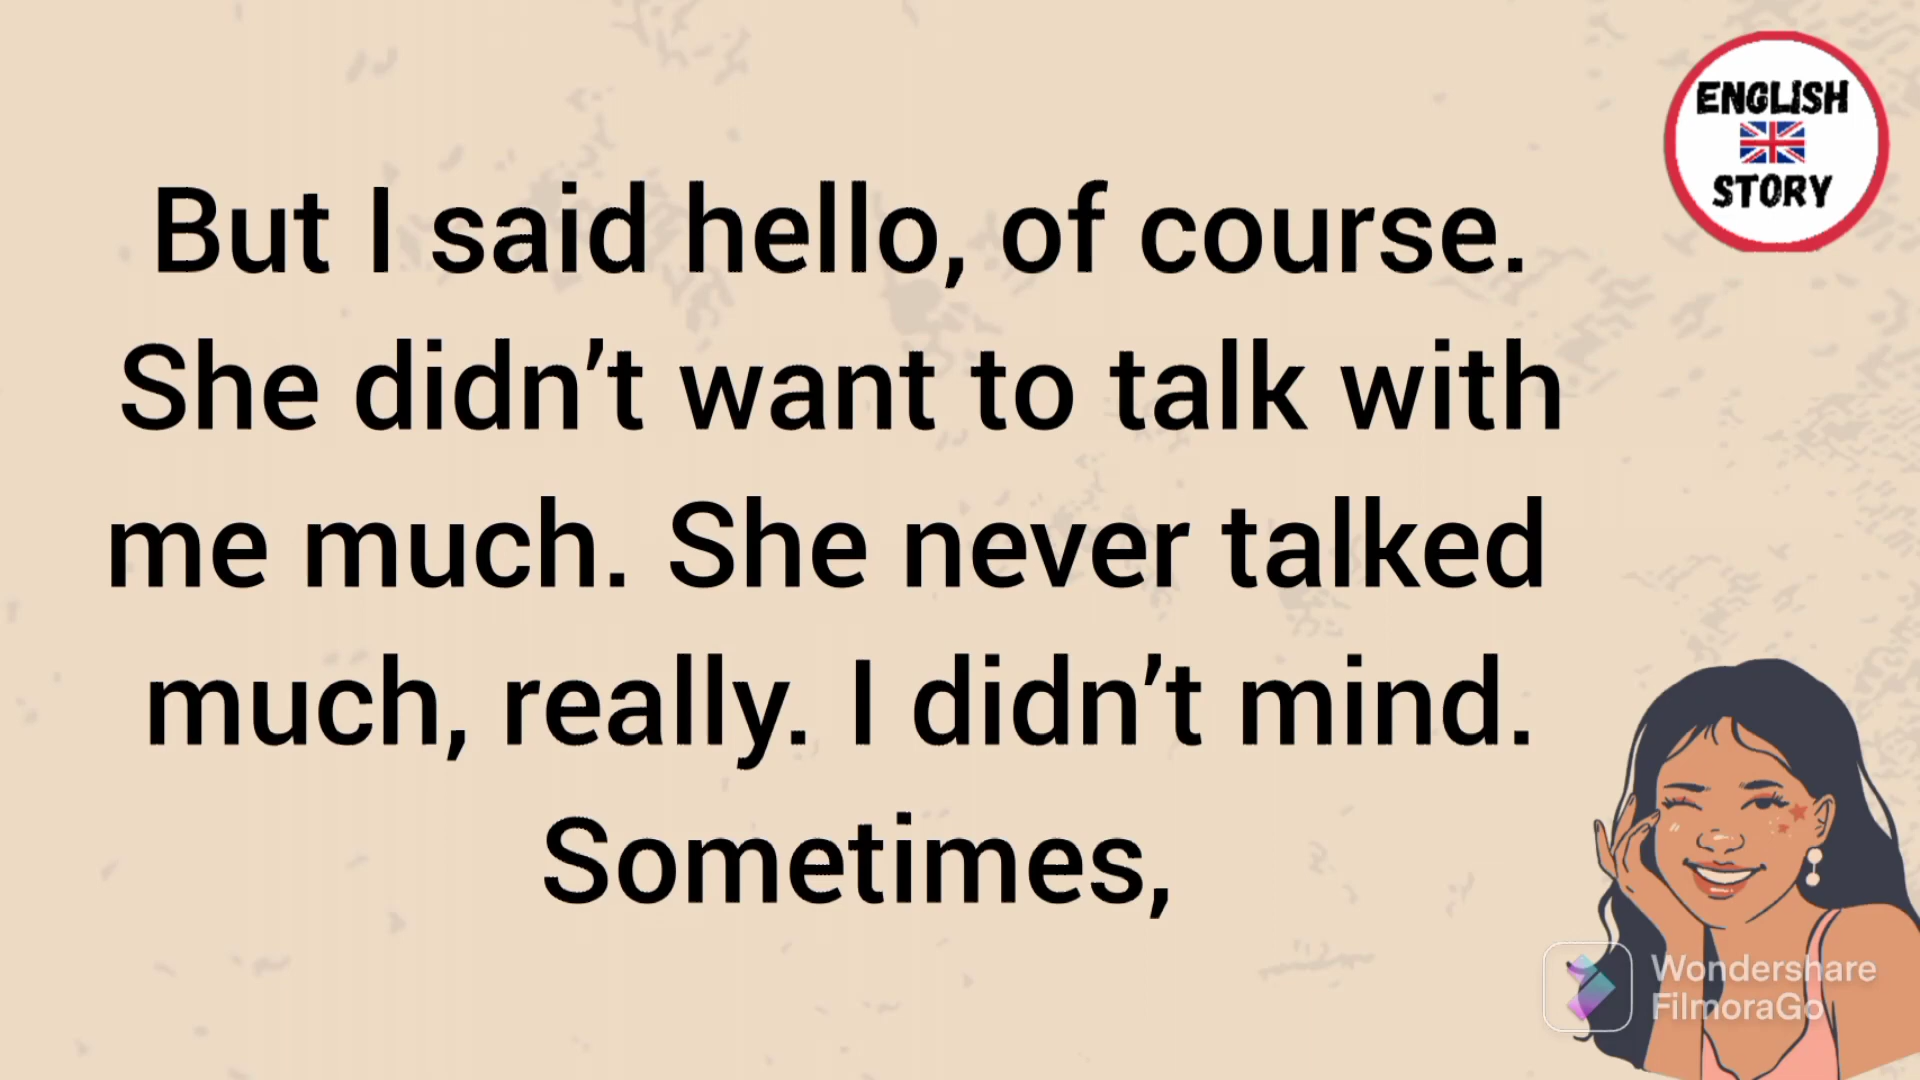 ENGLISH
STORY
But I said hello, of course.
She didn’t want to talk with
me much. She never talked
much, really. I didn’t mind.
Sometimes,
Wondershare
FilmoraGo